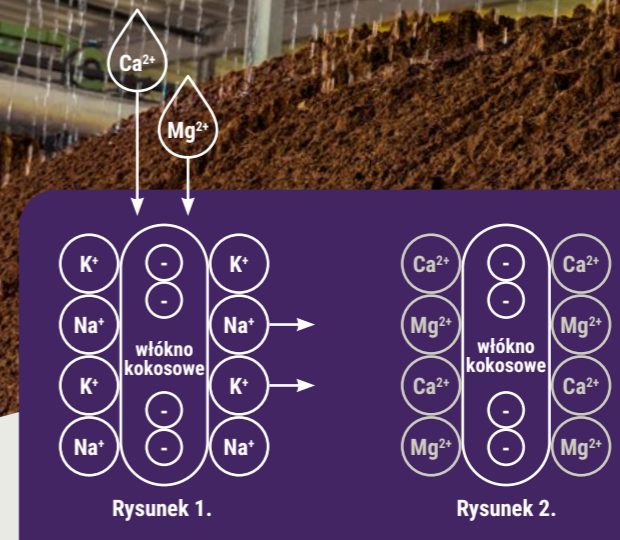 Ca²⁺
Mg²⁺
K⁺ - K⁺ Ca²⁺ - Ca²⁺
-
-
Na⁺ Na⁺ Mg²⁺ Mg²⁺
włókno
kokosowe
włókno
kokosowe
K⁺ K⁺ Ca²⁺ Ca²⁺
- -
Na⁺ - Na⁺ Mg²⁺ - Mg²⁺
Rysunek 1. Rysunek 2.